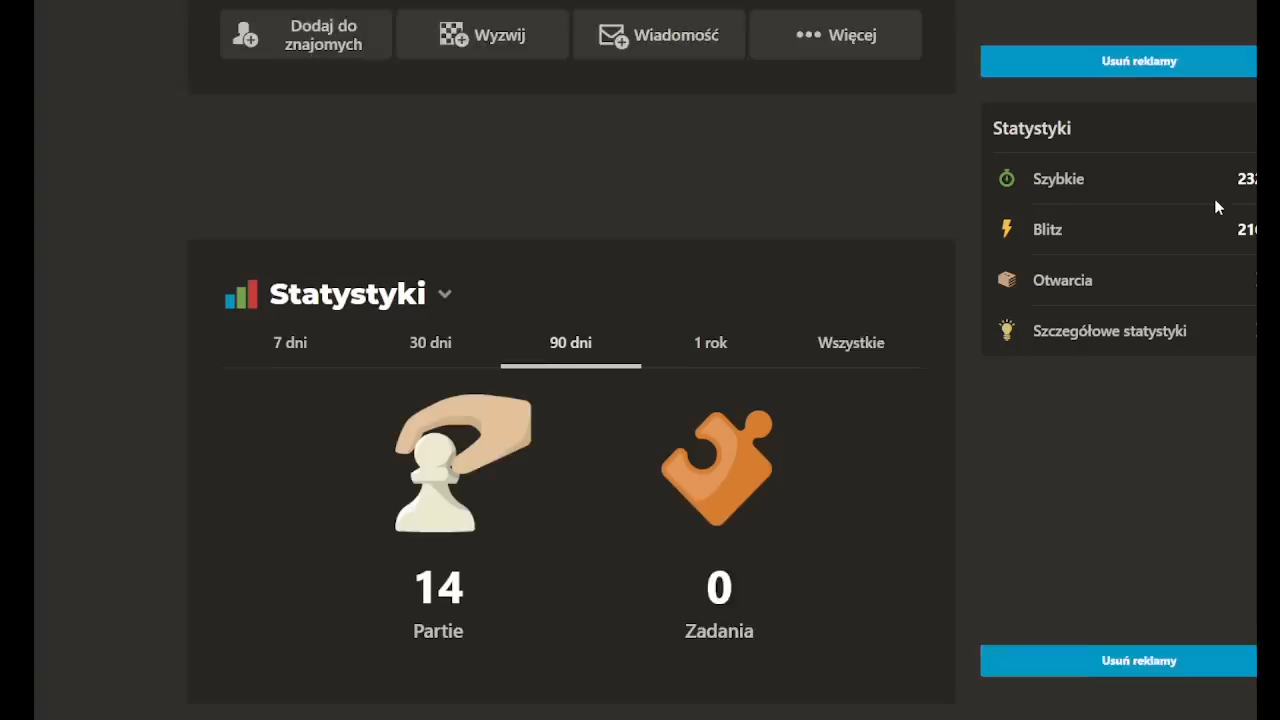 Dodaj do
znajomych
Wyzwij
Wiadomość
Więcej
Usuń reklamy
Statystyki
Szybkie
Blitz
Otwarcia
Szczegółowe statystyki
Statystyki
7 dni 30 dni 90 dni 1 rok Wszystkie
14 0
Partie Zadania
Usuń reklamy